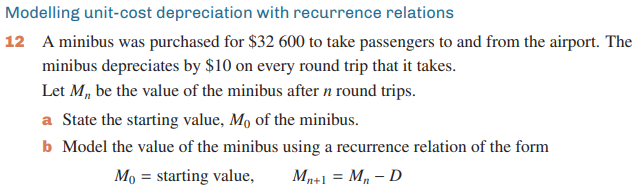 Modelling unit-cost depreciation with recurrence relations
12 A minibus was purchased for $32 600 to take passengers to and from the airport. The
minibus depreciates by $10 on every round trip that it takes.
Let Mₙ be the value of the minibus after n round trips.
a State the starting value, M₀ of the minibus.
b Model the value of the minibus using a recurrence relation of the form
M₀ = starting value, Mₙ₊₁ = Mₙ − D